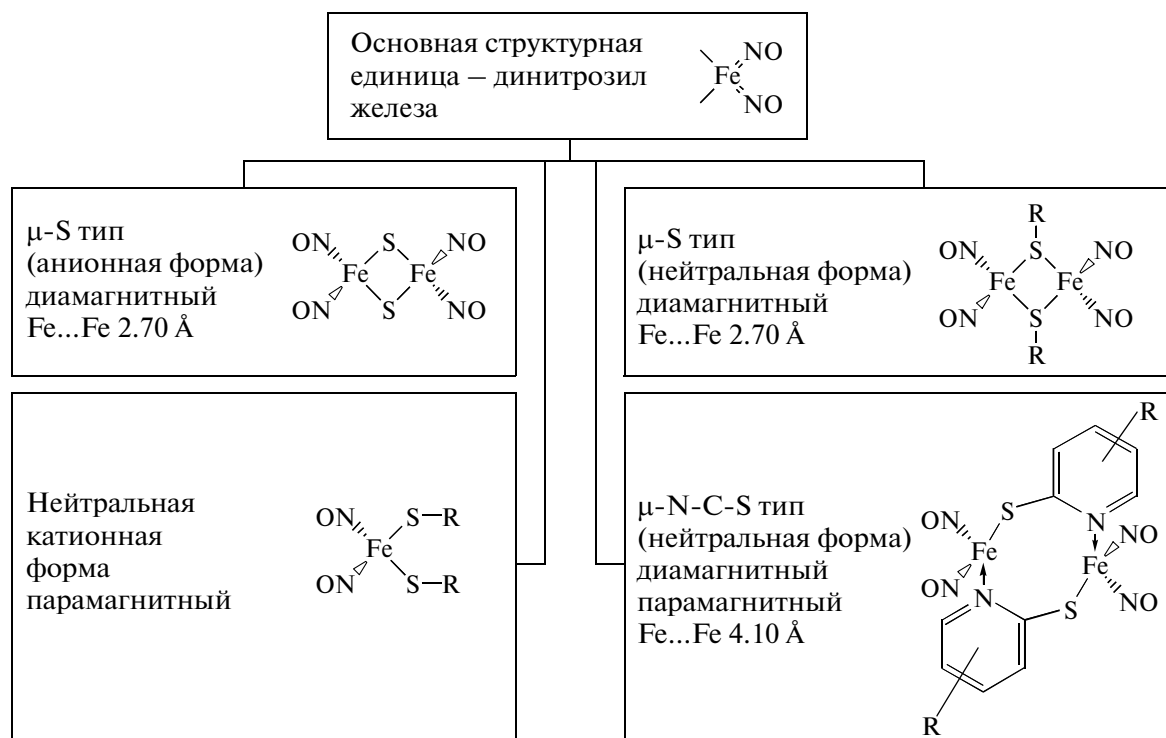 Основная структурная
единица – динитрозил
железа
NO
Fe
NO
μ-S тип
(анионная форма)
диамагнитный
Fe...Fe 2.70 Å
ON S NO
Fe Fe
ON S NO
μ-S тип
(нейтральная форма)
диамагнитный
Fe...Fe 2.70 Å
R
ON S NO
Fe Fe
ON S NO
R
Нейтральная
катионная
форма
парамагнитный
ON S–R
Fe
ON S–R
μ-N-C-S тип
(нейтральная форма)
диамагнитный
парамагнитный
Fe...Fe 4.10 Å
R
ON S N NO
Fe Fe
ON N S NO
R